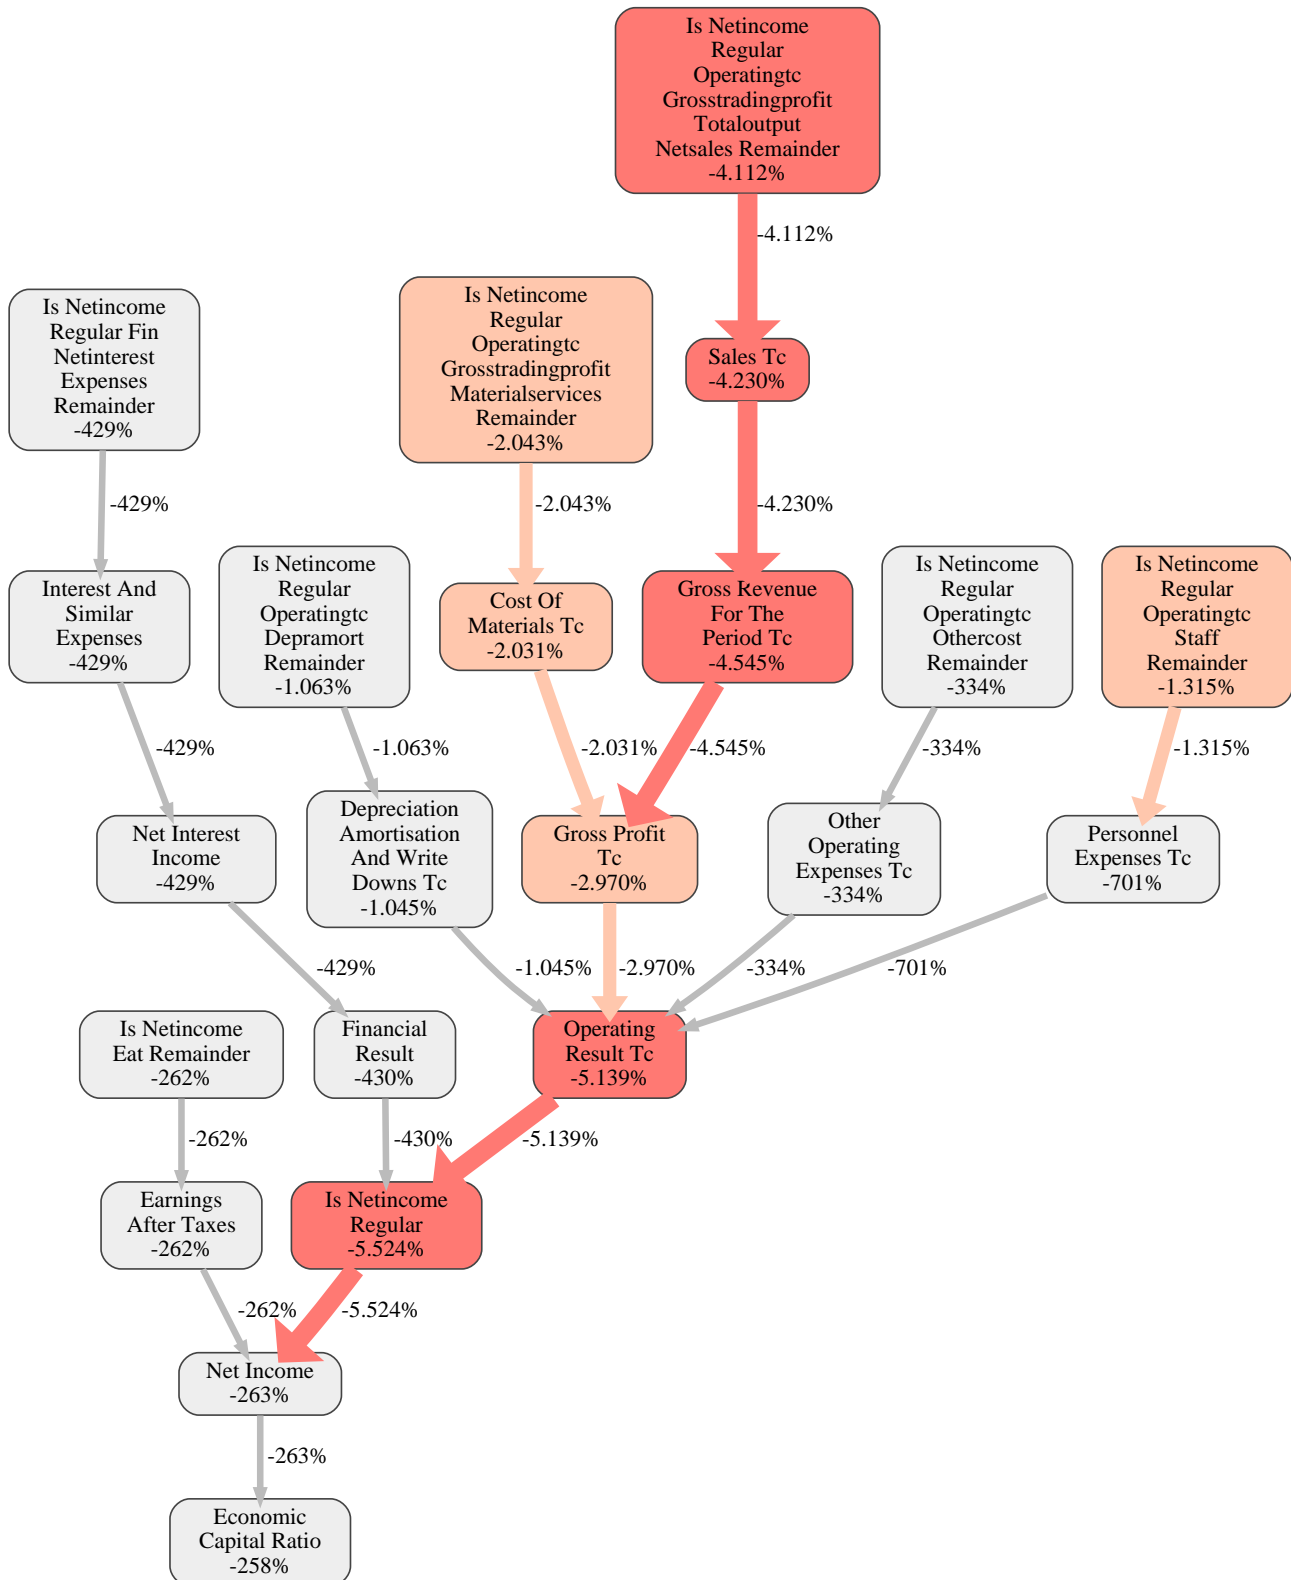 Is Netincome
Regular
Operatingtc
Grosstradingprofit
Totaloutput
Netsales Remainder
-4.112%
-4.112%
Is Netincome
Regular Fin
Netinterest
Expenses
Remainder
-429%
Is Netincome
Regular
Operatingtc
Grosstradingprofit
Materialservices
Remainder
-2.043%
Sales Tc
-4.230%
-429%
-2.043%
-4.230%
Interest And
Similar
Expenses
-429%
Is Netincome
Regular
Operatingtc
Depramort
Remainder
-1.063%
Cost Of
Materials Tc
-2.031%
Gross Revenue
For The
Period Tc
-4.545%
Is Netincome
Regular
Operatingtc
Othercost
Remainder
-334%
Is Netincome
Regular
Operatingtc
Staff
Remainder
-1.315%
-429%
-1.063%
-2.031%
-4.545%
-334%
-1.315%
Net Interest
Income
-429%
Depreciation
Amortisation
And Write
Downs Tc
-1.045%
Gross Profit
Tc
-2.970%
Other
Operating
Expenses Tc
-334%
Personnel
Expenses Tc
-701%
-429%
-1.045%
-2.970%
-334%
-701%
Is Netincome
Eat Remainder
-262%
Financial
Result
-430%
Operating
Result Tc
-5.139%
-262%
-430%
-5.139%
Earnings
After Taxes
-262%
Is Netincome
Regular
-5.524%
-262%
-5.524%
Net Income
-263%
-263%
Economic
Capital Ratio
-258%